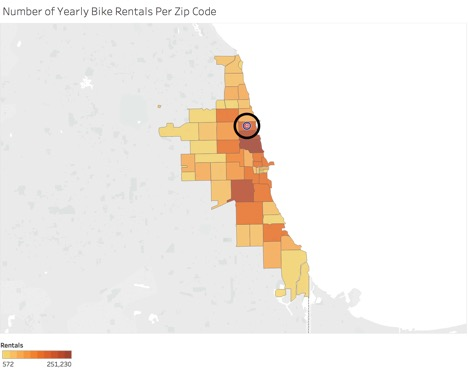 Number of Yearly Bike Rentals Per Zip Code
Rentals
572 251,230